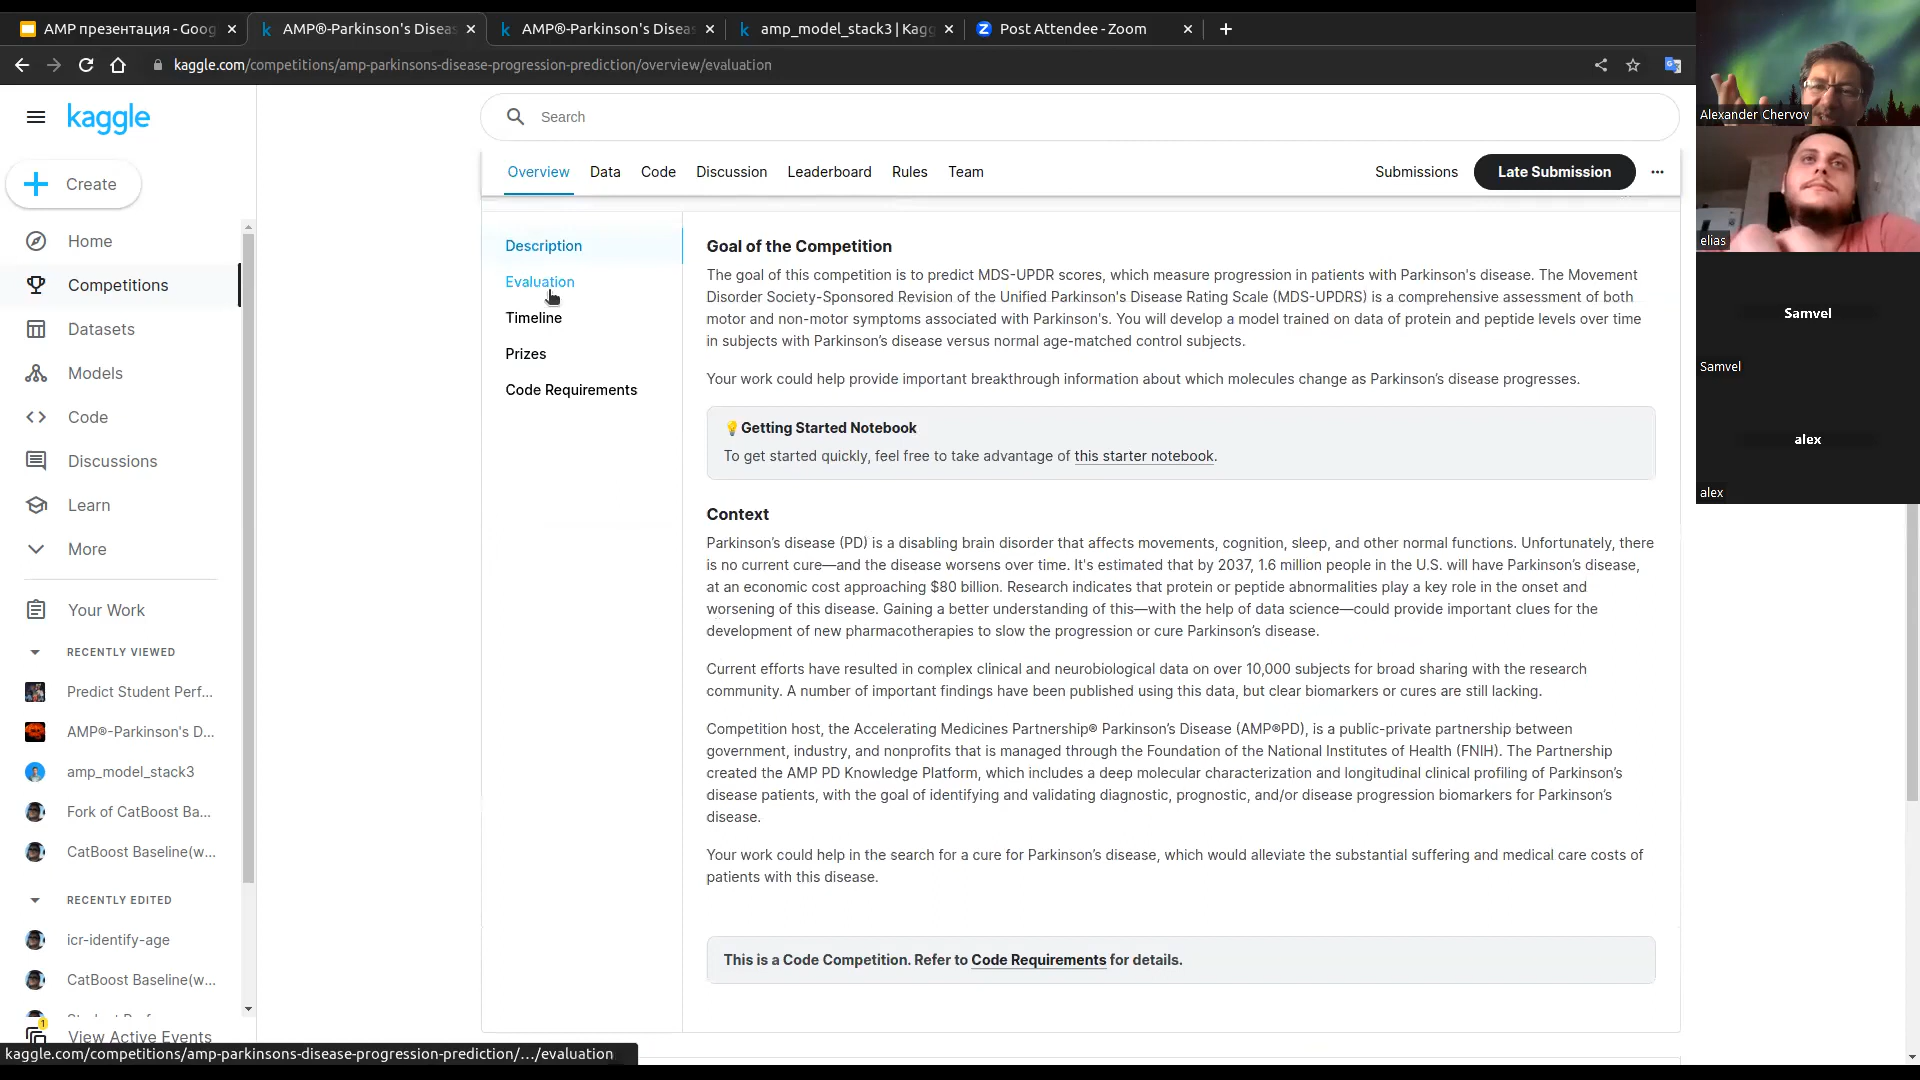 АМР презентация - Goog
AMP®-Parkinson's Diseas
AMP®-Parkinson's Diseas
amp_model_stack3 | Kagg
Post Attendee - Zoom
kaggle.com/competitions/amp-parkinsons-disease-progression-prediction/overview/evaluation
kaggle
Search
Create
Overview Data Code Discussion Leaderboard Rules Team Submissions Late Submission
Home
Competitions
Datasets
Models
Code
Discussions
Learn
More
Your Work
RECENTLY VIEWED
Predict Student Perf...
AMP®-Parkinson's D...
amp_model_stack3
Fork of CatBoost Ba...
CatBoost Baseline(w...
RECENTLY EDITED
icr-identify-age
CatBoost Baseline(w...
1
View Active Events
kaggle.com/competitions/amp-parkinsons-disease-progression-prediction/.../evaluation
Description
Evaluation
Timeline
Prizes
Code Requirements
Goal of the Competition
The goal of this competition is to predict MDS-UPDR scores, which measure progression in patients with Parkinson's disease. The Movement
Disorder Society-Sponsored Revision of the Unified Parkinson's Disease Rating Scale (MDS-UPDRS) is a comprehensive assessment of both
motor and non-motor symptoms associated with Parkinson's. You will develop a model trained on data of protein and peptide levels over time
in subjects with Parkinson's disease versus normal age-matched control subjects.
Your work could help provide important breakthrough information about which molecules change as Parkinson's disease progresses.
💡Getting Started Notebook
To get started quickly, feel free to take advantage of this starter notebook.
Context
Parkinson's disease (PD) is a disabling brain disorder that affects movements, cognition, sleep, and other normal functions. Unfortunately, there
is no current cure—and the disease worsens over time. It's estimated that by 2037, 1.6 million people in the U.S. will have Parkinson's disease,
at an economic cost approaching $80 billion. Research indicates that protein or peptide abnormalities play a key role in the onset and
worsening of this disease. Gaining a better understanding of this—with the help of data science—could provide important clues for the
development of new pharmacotherapies to slow the progression or cure Parkinson's disease.
Current efforts have resulted in complex clinical and neurobiological data on over 10,000 subjects for broad sharing with the research
community. A number of important findings have been published using this data, but clear biomarkers or cures are still lacking.
Competition host, the Accelerating Medicines Partnership® Parkinson's Disease (AMP®PD), is a public-private partnership between
government, industry, and nonprofits that is managed through the Foundation of the National Institutes of Health (FNIH). The Partnership
created the AMP PD Knowledge Platform, which includes a deep molecular characterization and longitudinal clinical profiling of Parkinson's
disease patients, with the goal of identifying and validating diagnostic, prognostic, and/or disease progression biomarkers for Parkinson's
disease.
Your work could help in the search for a cure for Parkinson's disease, which would alleviate the substantial suffering and medical care costs of
patients with this disease.
This is a Code Competition. Refer to Code Requirements for details.
Alexander Chervov
elias
Samvel
Samvel
alex
alex